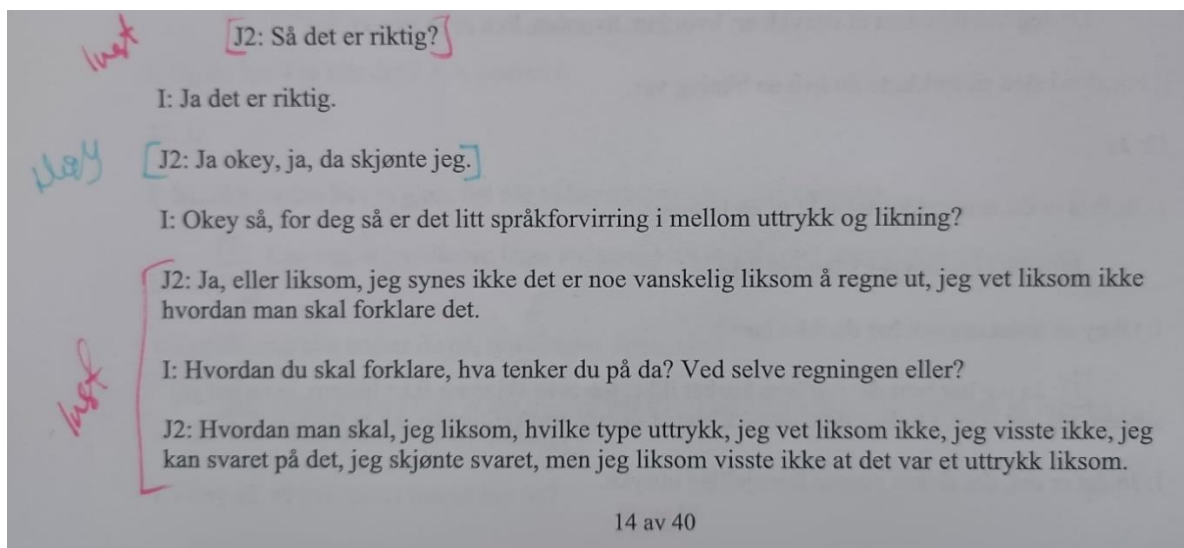 Inst
[J2: Så det er riktig?]
I: Ja det er riktig.
[J2: Ja okey, ja, da skjønte jeg.]
I: Okey så, for deg så er det litt språkforvirring i mellom uttrykk og likning?
J2: Ja, eller liksom, jeg synes ikke det er noe vanskelig liksom å regne ut, jeg vet liksom ikke
hvordan man skal forklare det.
I: Hvordan du skal forklare, hva tenker du på da? Ved selve regningen eller?
Inst
J2: Hvordan man skal, jeg liksom, hvilke type uttrykk, jeg vet liksom ikke, jeg visste ikke, jeg
kan svaret på det, jeg skjønte svaret, men jeg liksom visste ikke at det var et uttrykk liksom.
14 av 40